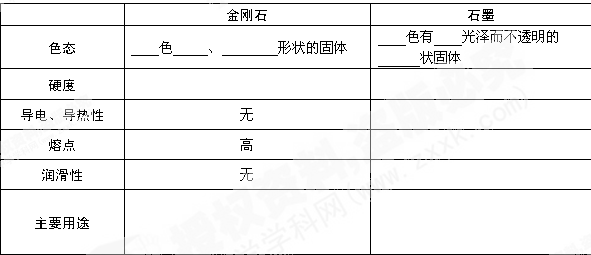 金刚石 石墨
色态 ____色_____、________形状的固体 ____色有____光泽而不透明的
______状固体
硬度
导电、导热性 无
熔点 高
润滑性 无
主要用途